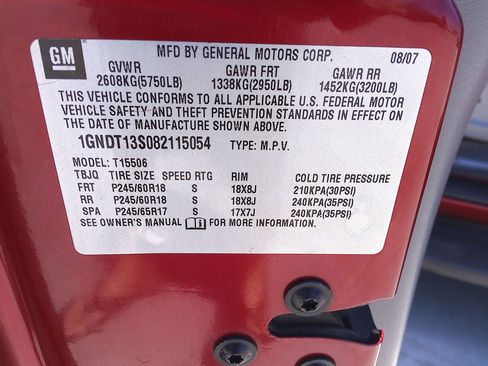 GM
MFD BY GENERAL MOTORS CORP. 08/07
GVWR GAWR FRT GAWR RR
2608KG(5750LB) 1338KG(2950LB) 1452KG(3200LB)
THIS VEHICLE CONFORMS TO ALL APPLICABLE U.S. FEDERAL MOTOR
VEHICLE SAFETY AND THEFT PREVENTION STANDARDS IN EFFECT ON
THE DATE OF MANUFACTURE SHOWN ABOVE.
1GNDT13S082115054 TYPE: M.P.V.
MODEL: T15506
TBJQ TIRE SIZE SPEED RTG RIM COLD TIRE PRESSURE
FRT P245/60R18 S 18X8J 210KPA(30PSI)
RR P245/60R18 S 18X8J 240KPA(35PSI)
SPA P245/65R17 S 17X7J 240KPA(35PSI)
SEE OWNER'S MANUAL FOR MORE INFORMATION.